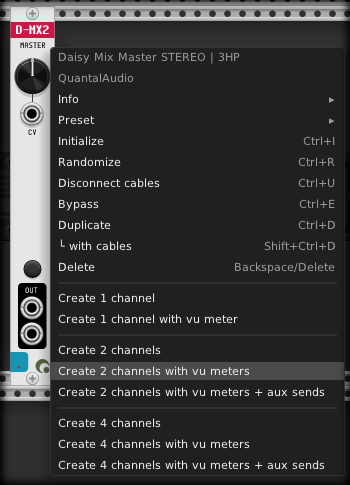 D-MX2
MASTER
CV
OUT
Daisy Mix Master STEREO | 3HP
QuantalAudio
Info ▸
Preset ▸
Initialize Ctrl+I
Randomize Ctrl+R
Disconnect cables Ctrl+U
Bypass Ctrl+E
Duplicate Ctrl+D
└ with cables Shift+Ctrl+D
Delete Backspace/Delete
Create 1 channel
Create 1 channel with vu meter
Create 2 channels
Create 2 channels with vu meters
Create 2 channels with vu meters + aux sends
Create 4 channels
Create 4 channels with vu meters
Create 4 channels with vu meters + aux sends